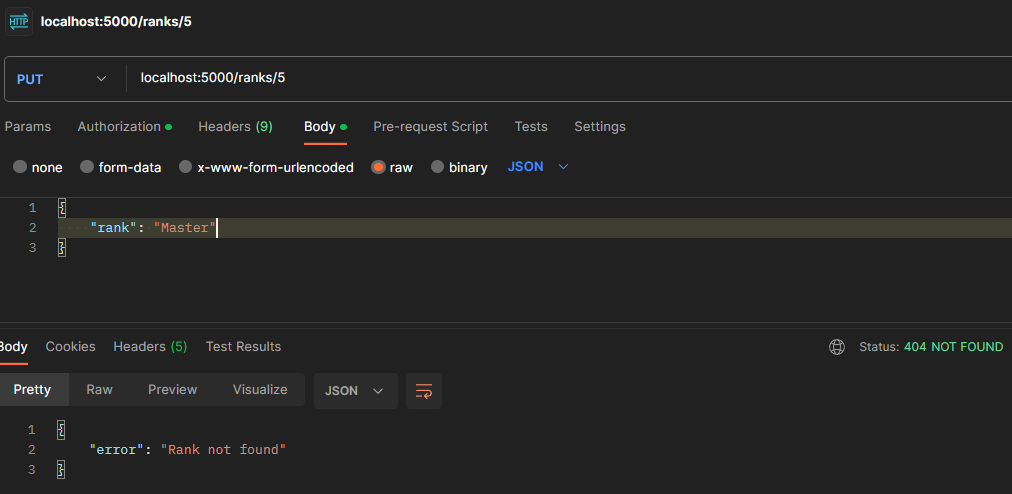 HTTP localhost:5000/ranks/5
PUT localhost:5000/ranks/5
Params Authorization Headers (9) Body Pre-request Script Tests Settings
none form-data x-www-form-urlencoded raw binary JSON
1 {
2 "rank": "Master"
3 }
Body Cookies Headers (5) Test Results Status: 404 NOT FOUND
Pretty Raw Preview Visualize JSON
1 {
2 "error": "Rank not found"
3 }